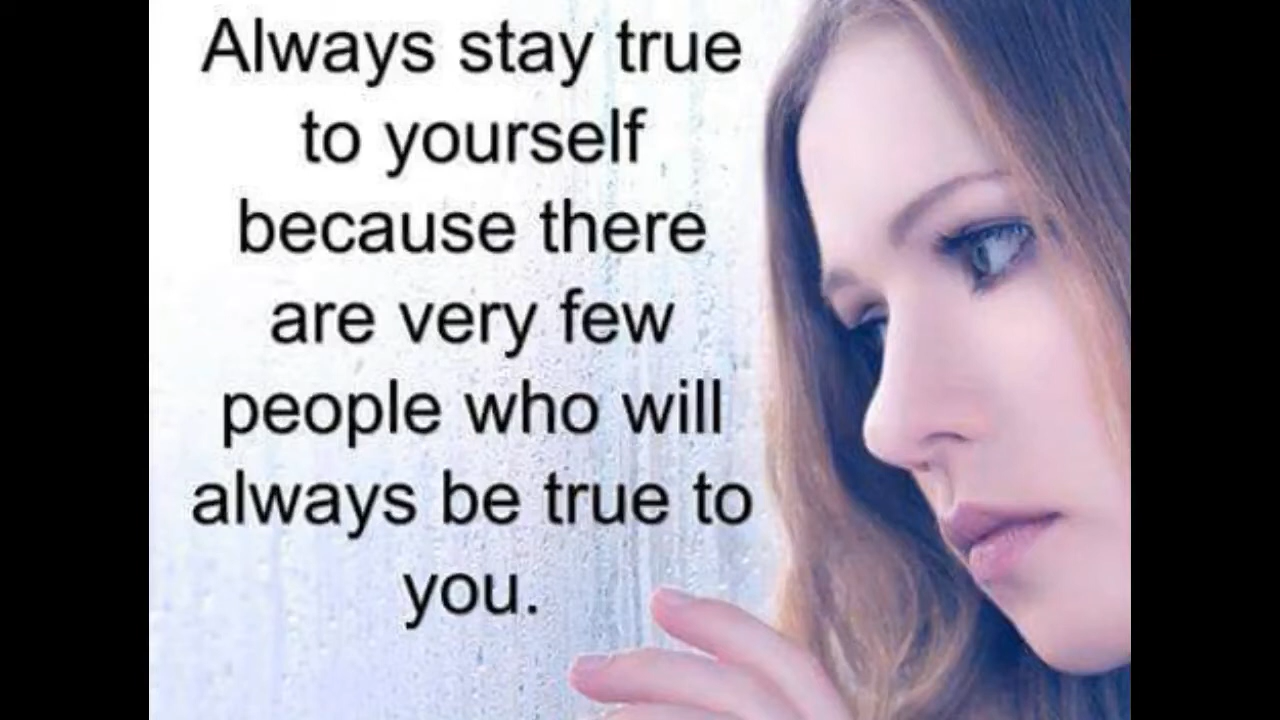 Always stay true
to yourself
because there
are very few
people who will
always be true to
you.